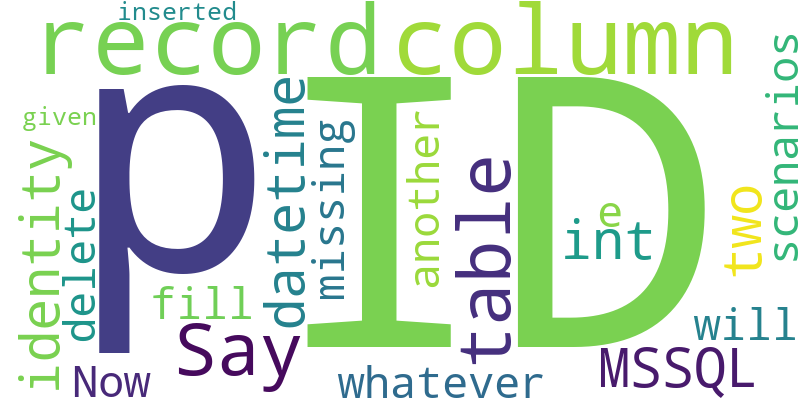 inserted
record column
p ID
given
identity
delete
datetime
missing
another
table
e
int
two
scenarios
fill
Say
will
Now
whatever
MSSQL